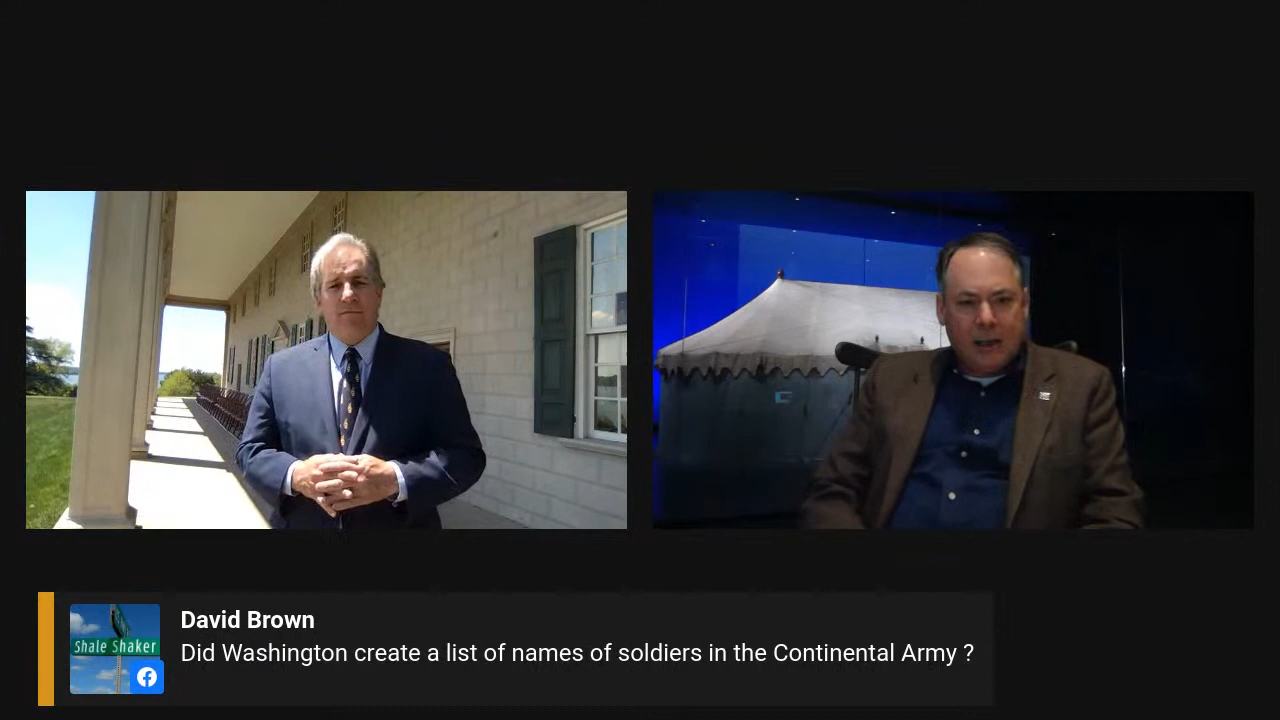 David Brown
Did Washington create a list of names of soldiers in the Continental Army ?
Shale Shaker